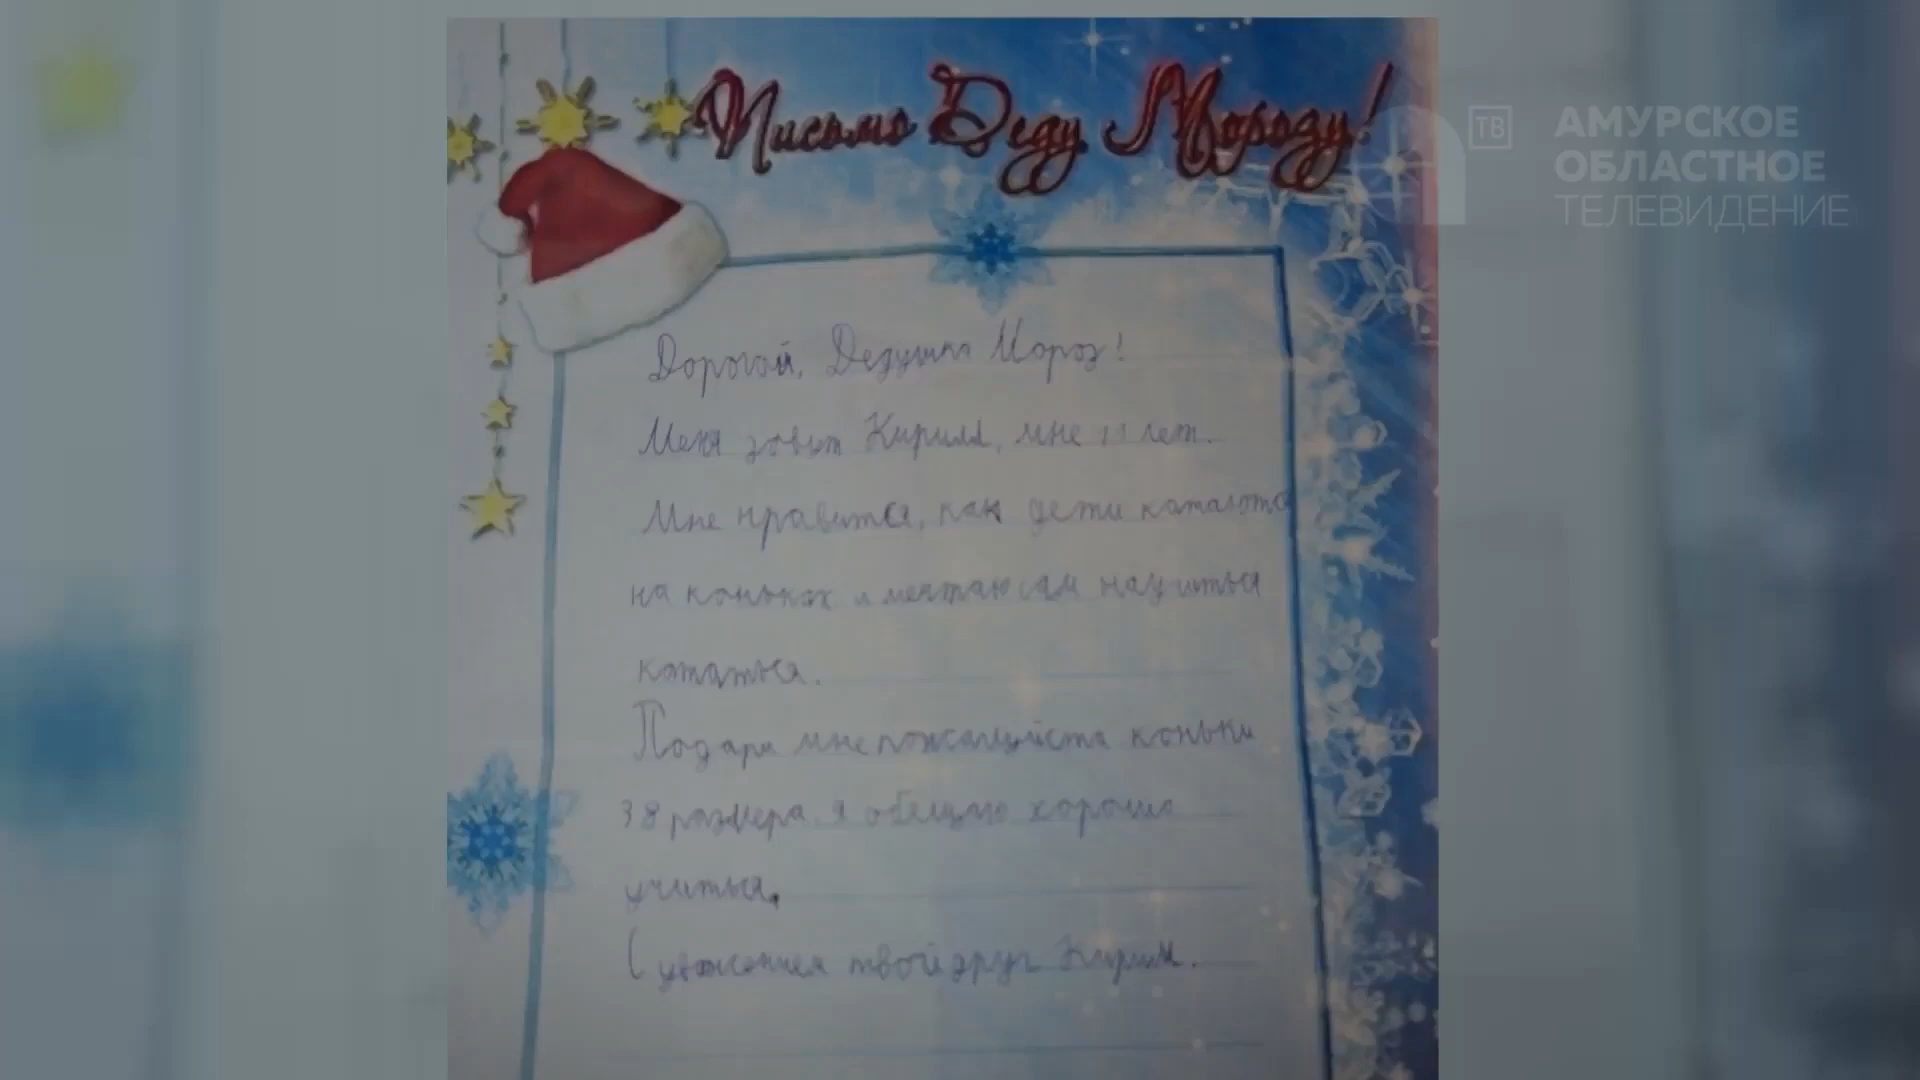 Письмо Деду Морозу!
ТВ
АМУРСКОЕ
ОБЛАСТНОЕ
ТЕЛЕВИДЕНИЕ
Дорогой, Дедушка Мороз!
Меня зовут Кирилл, мне 11 лет.
Мне нравится, как дети катаются
на коньках и мечтаю сам научиться
кататься.
Подари мне пожалуйста коньки
38 размера. Я обещаю хорошо
учиться.
С уважением твой друг Кирилл.